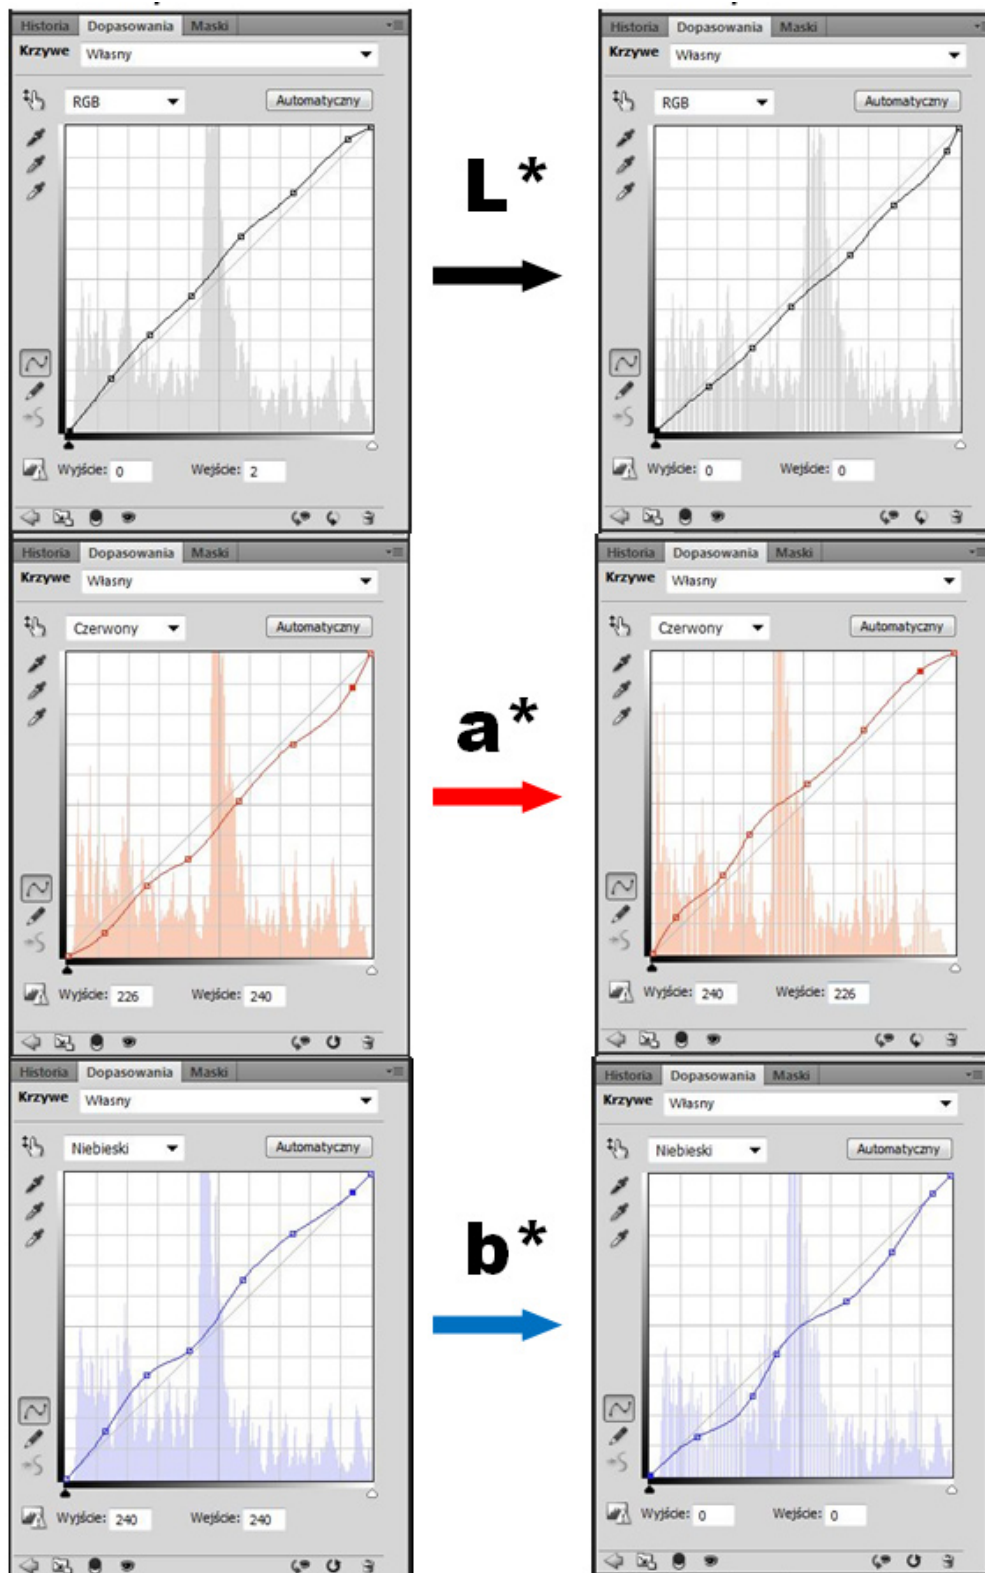 Historia Dopasowania Maski
Krzywe Własny
RGB Automatyczny
Wyjście: 0 Wejście: 2
L*
Historia Dopasowania Maski
Krzywe Własny
RGB Automatyczny
Wyjście: 0 Wejście: 0
Historia Dopasowania Maski
Krzywe Własny
Czerwony Automatyczny
Wyjście: 226 Wejście: 240
a*
Historia Dopasowania Maski
Krzywe Własny
Czerwony Automatyczny
Wyjście: 240 Wejście: 226
Historia Dopasowania Maski
Krzywe Własny
Niebieski Automatyczny
Wyjście: 240 Wejście: 240
b*
Historia Dopasowania Maski
Krzywe Własny
Niebieski Automatyczny
Wyjście: 0 Wejście: 0